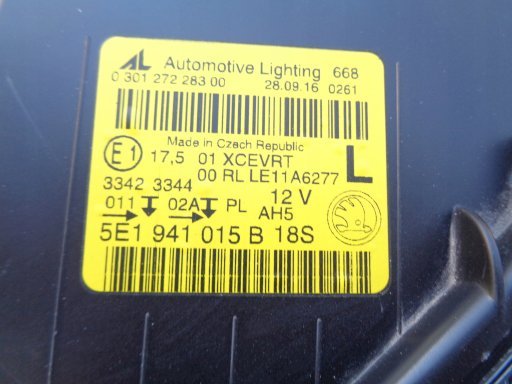 AL Automotive Lighting 668
0 301 272 283 00 28.09.16 0261
Made in Czech Republic
E1 17,5 01 XCEVRT L
00 RL LE11A6277
3342 3344 12 V
011 02A PL AH5
5E1 941 015 B 18S